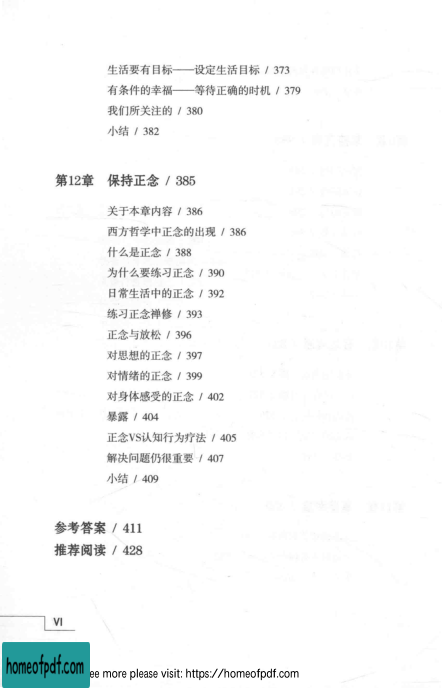 生活要有目标——设定生活目标 / 373
有条件的幸福——等待正确的时机 / 379
我们所关注的 / 380
小结 / 382
第12章 保持正念 / 385
关于本章内容 / 386
西方哲学中正念的出现 / 386
什么是正念 / 388
为什么要练习正念 / 390
日常生活中的正念 / 392
练习正念禅修 / 393
正念与放松 / 396
对思想的正念 / 397
对情绪的正念 / 399
对身体感受的正念 / 402
暴露 / 404
正念VS认知行为疗法 / 405
解决问题仍很重要 / 407
小结 / 409
参考答案 / 411
推荐阅读 / 428
VI
homeofpdf.com
ee more please visit: https://homeofpdf.com